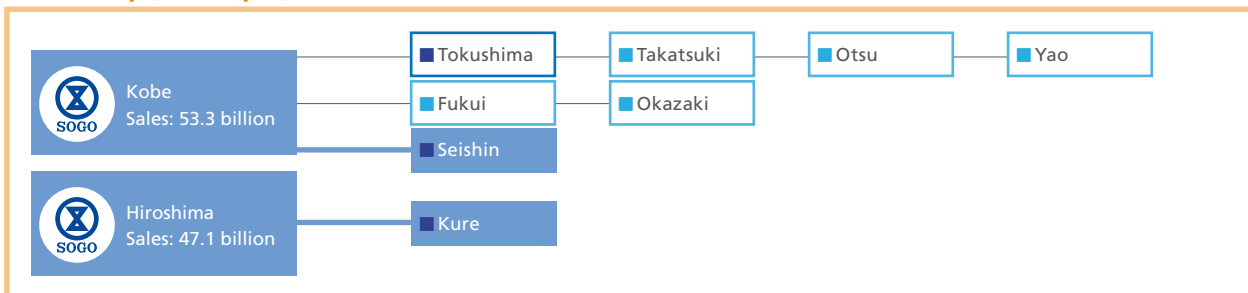 Tokushima
Takatsuki
Otsu
Yao
SOGO
Kobe
Sales: 53.3 billion
Fukui
Okazaki
Seishin
SOGO
Hiroshima
Sales: 47.1 billion
Kure